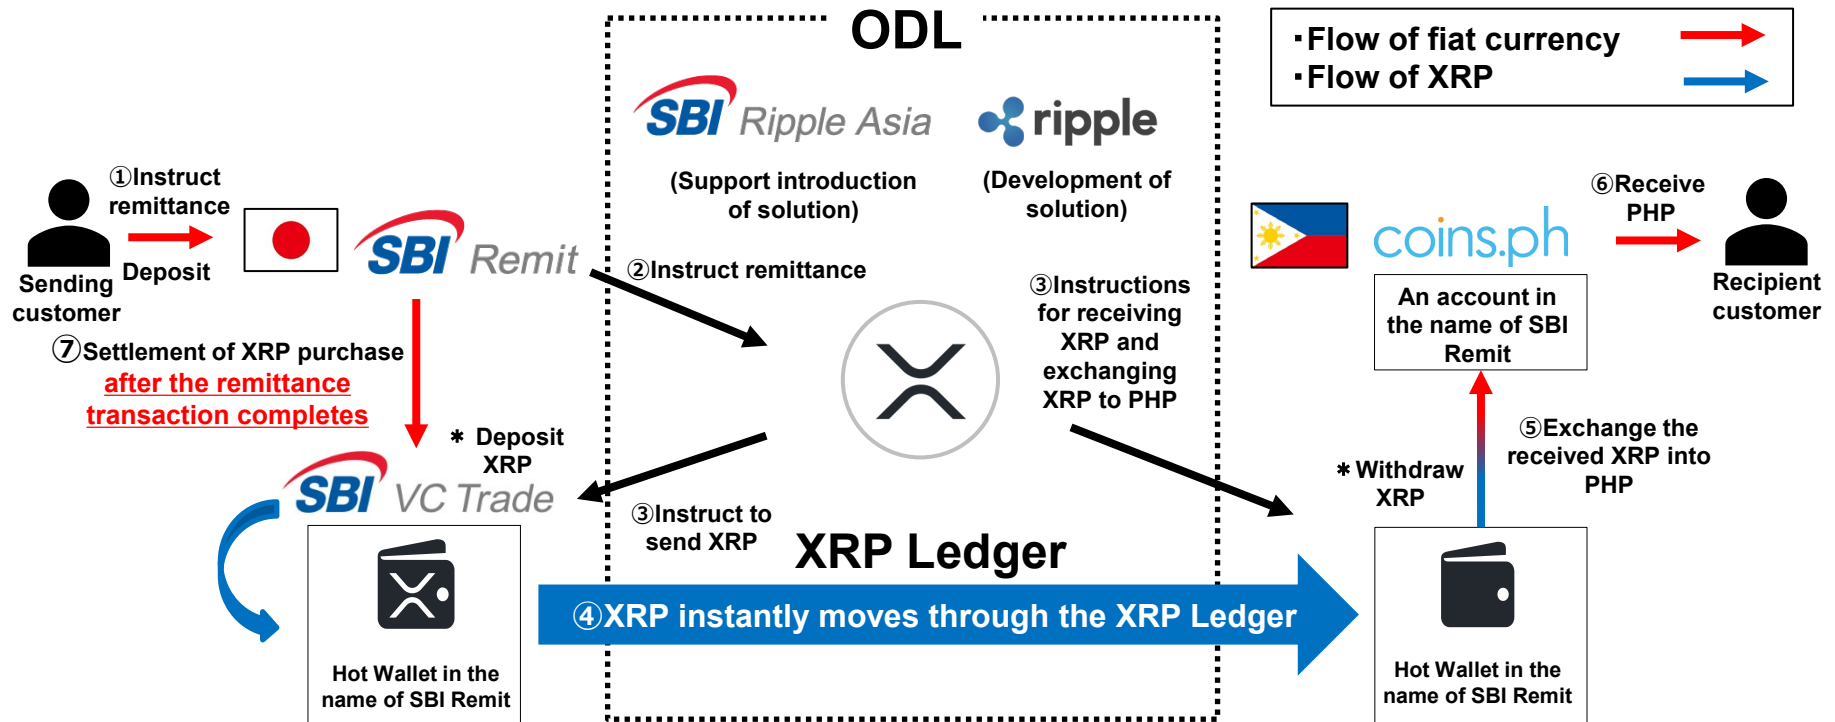 ODL
・Flow of fiat currency
・Flow of XRP
SBI Ripple Asia
ripple
(Support introduction
of solution)
(Development of
solution)
①Instruct
remittance
Deposit
Sending
customer
SBI Remit
②Instruct remittance
③Instructions
for receiving
XRP and
exchanging
XRP to PHP
coins.ph
⑥Receive
PHP
Recipient
customer
An account in
the name of SBI
Remit
⑦Settlement of XRP purchase
after the remittance
transaction completes
* Deposit
XRP
SBI VC Trade
③Instruct to
send XRP
*Withdraw
XRP
⑤Exchange the
received XRP into
PHP
XRP Ledger
④XRP instantly moves through the XRP Ledger
Hot Wallet in the
name of SBI Remit
Hot Wallet in the
name of SBI Remit